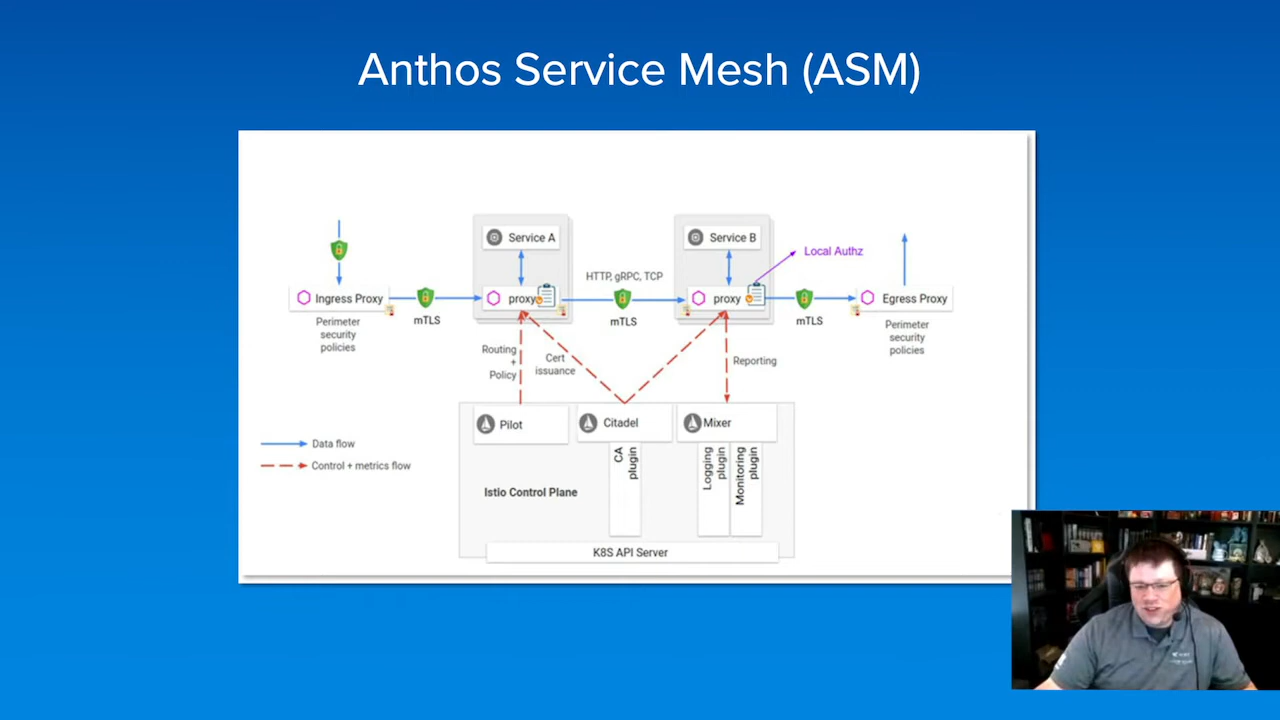 Anthos Service Mesh (ASM)
Service A
Service B
HTTP, gRPC, TCP
Local Authz
Ingress Proxy
mTLS
proxy
mTLS
proxy
mTLS
Egress Proxy
Perimeter
security
policies
Perimeter
security
policies
Routing
+
Policy
Cert
issuance
Reporting
Pilot
Citadel
Mixer
CA
plugin
Logging
plugin
Monitoring
plugin
Data flow
Control + metrics flow
Istio Control Plane
K8S API Server